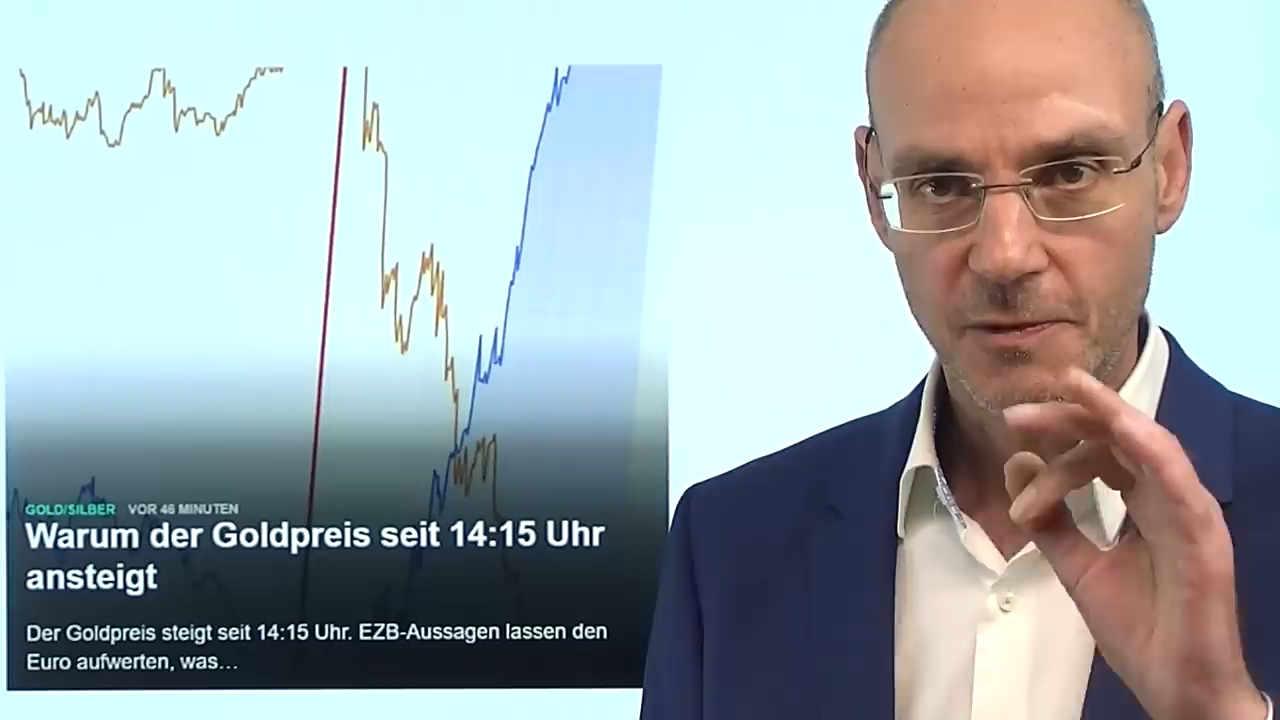 GOLD/SILBER VOR 46 MINUTEN
Warum der Goldpreis seit 14:15 Uhr
ansteigt
Der Goldpreis steigt seit 14:15 Uhr. EZB-Aussagen lassen den
Euro aufwerten, was...